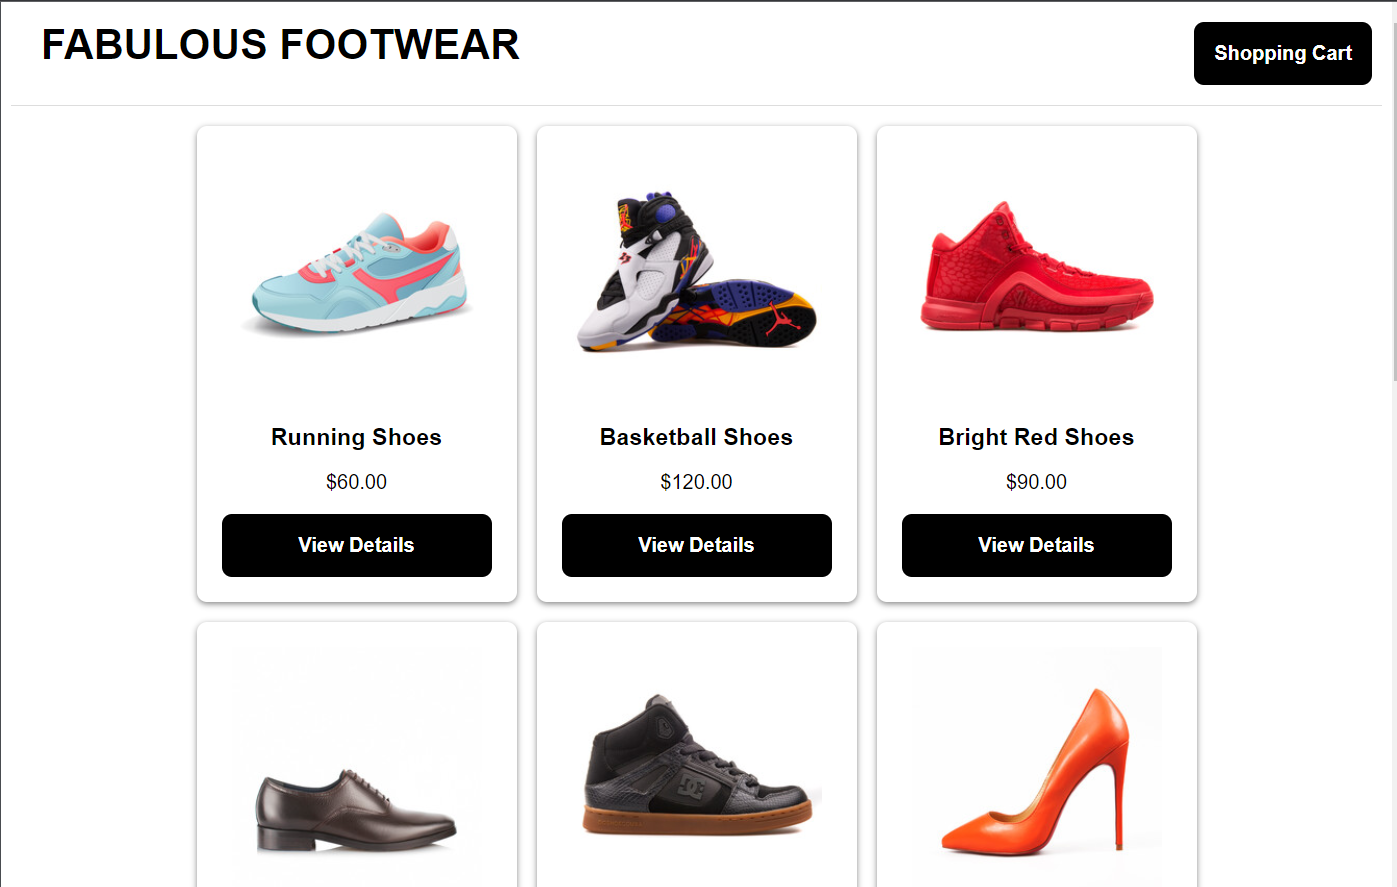 FABULOUS FOOTWEAR
Shopping Cart
Running Shoes
Basketball Shoes
Bright Red Shoes
$60.00
$120.00
$90.00
View Details
View Details
View Details